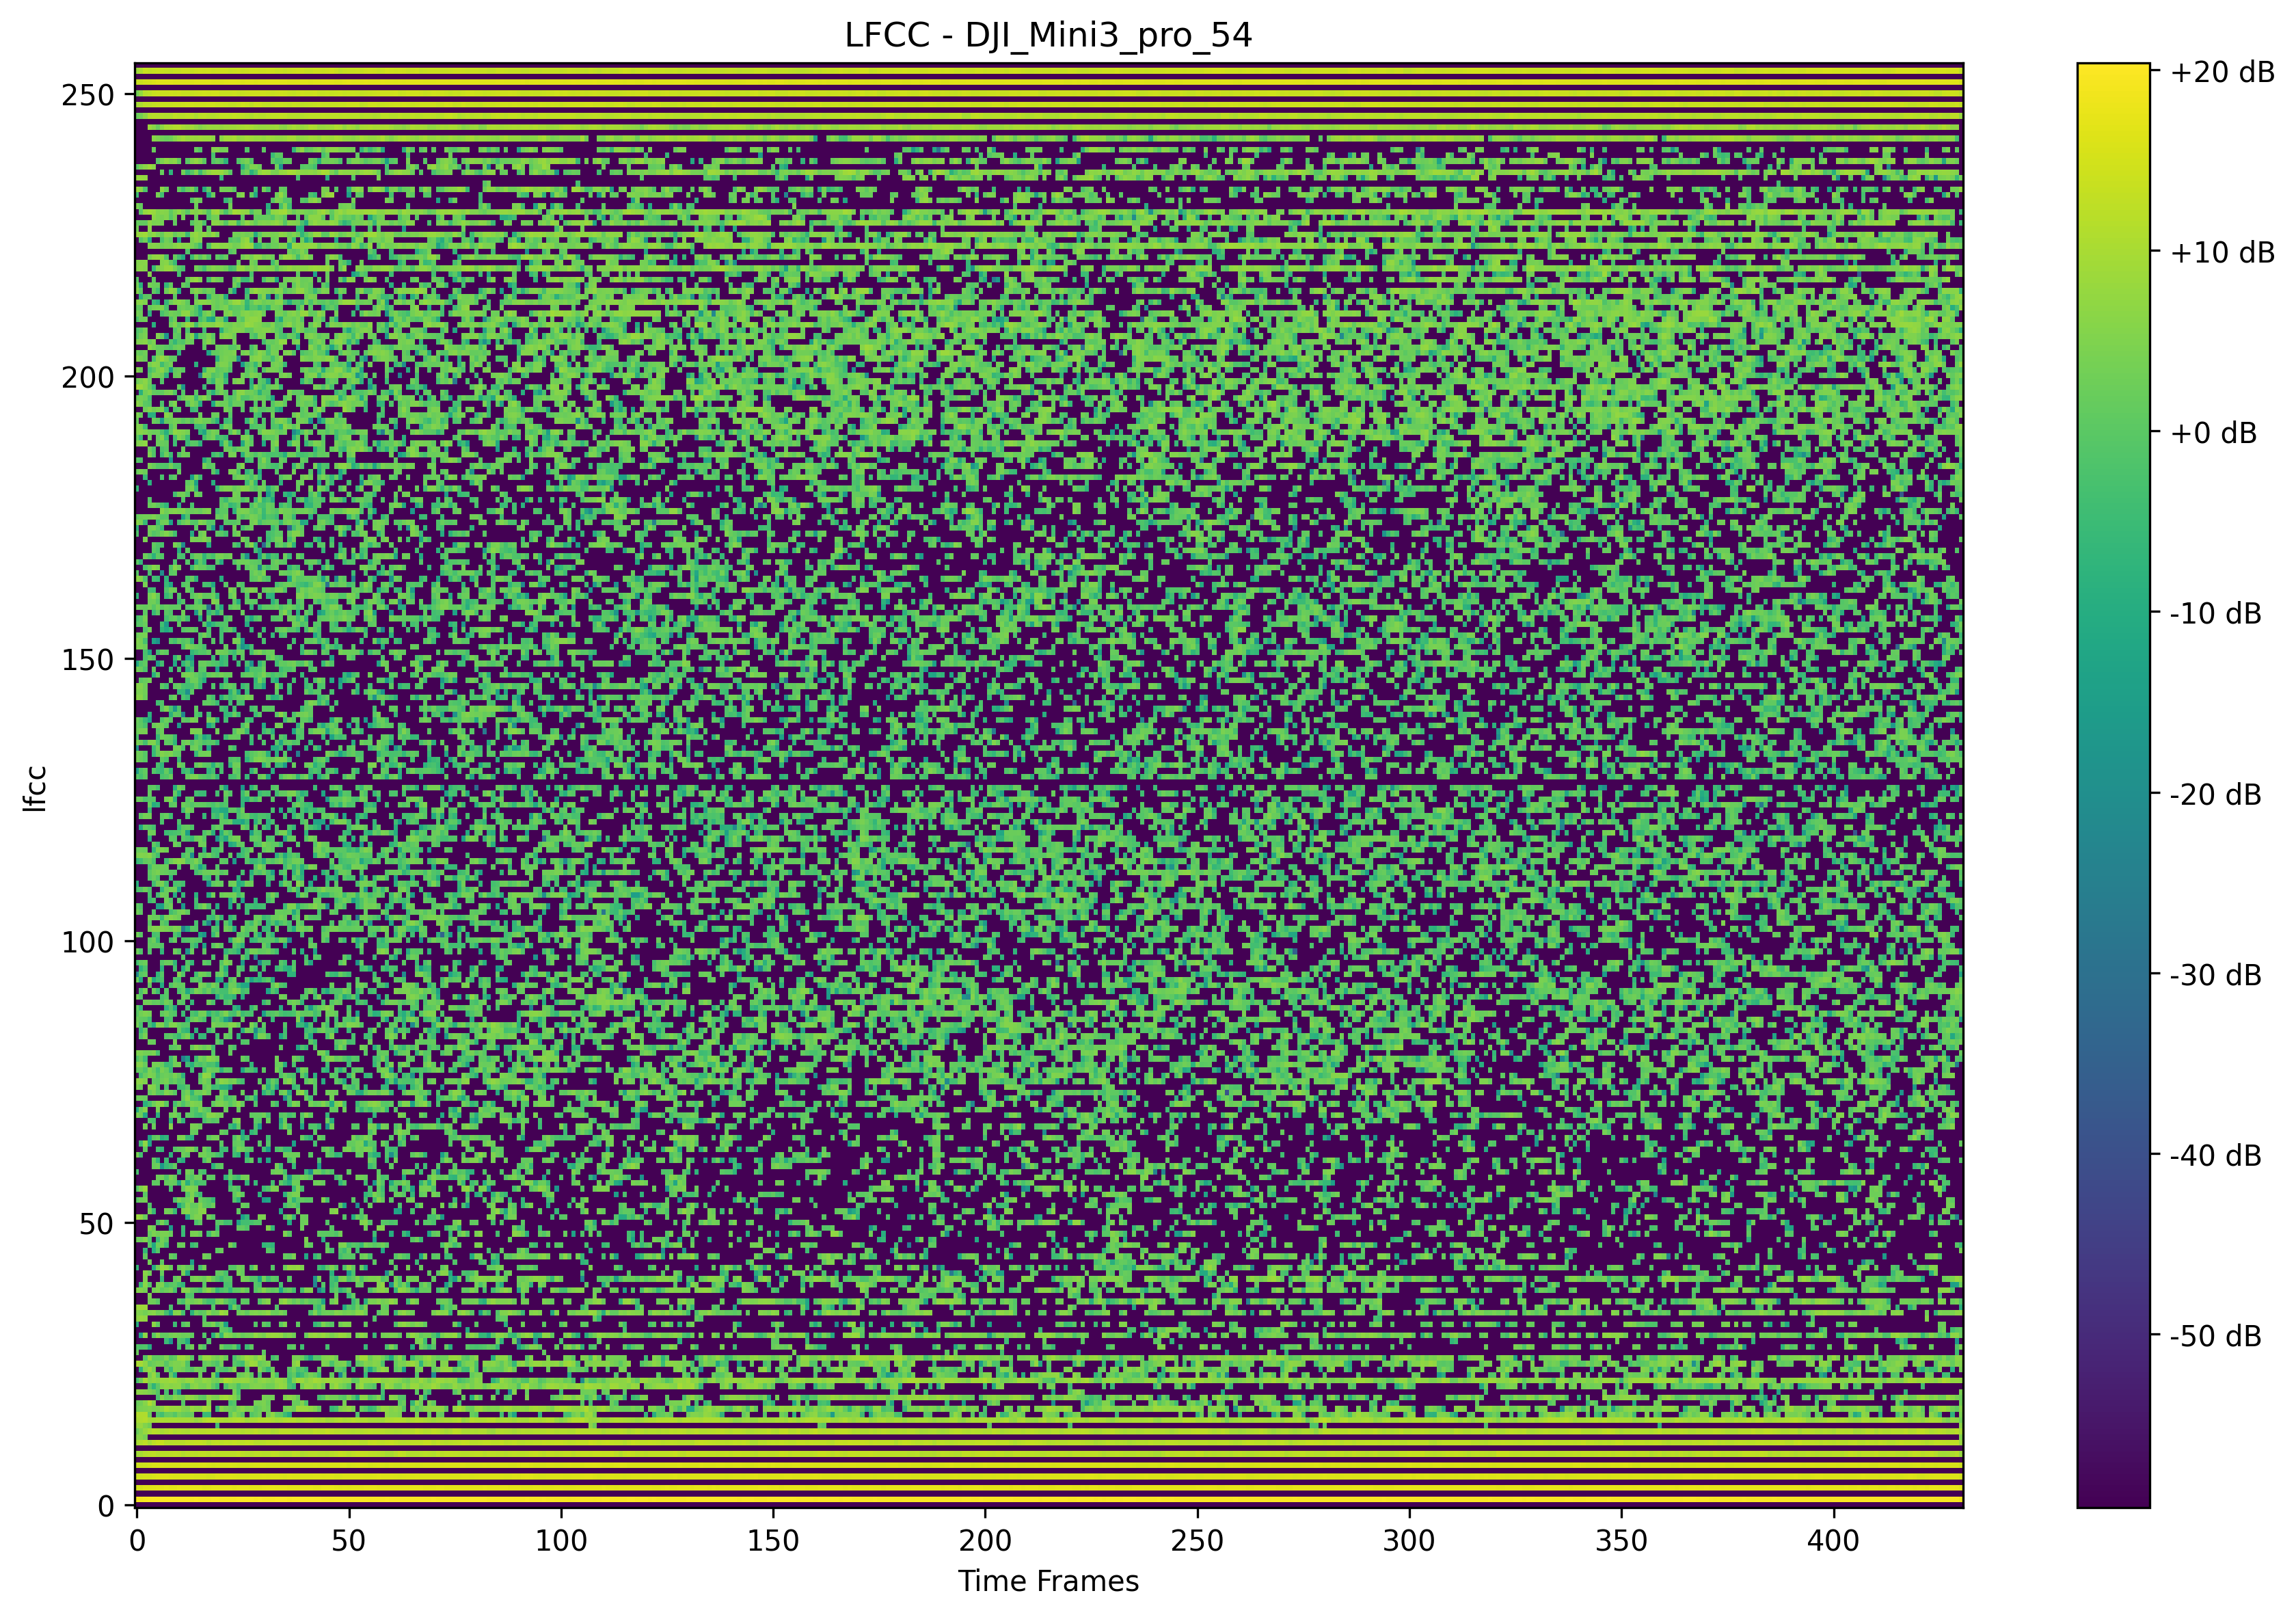 LFCC - DJI_Mini3_pro_54
+20 dB
250
+10 dB
200
+0 dB
-10 dB
150
lfcc
-20 dB
100
-30 dB
-40 dB
50
-50 dB
0
0 50 100 150 200 250 300 350 400
Time Frames